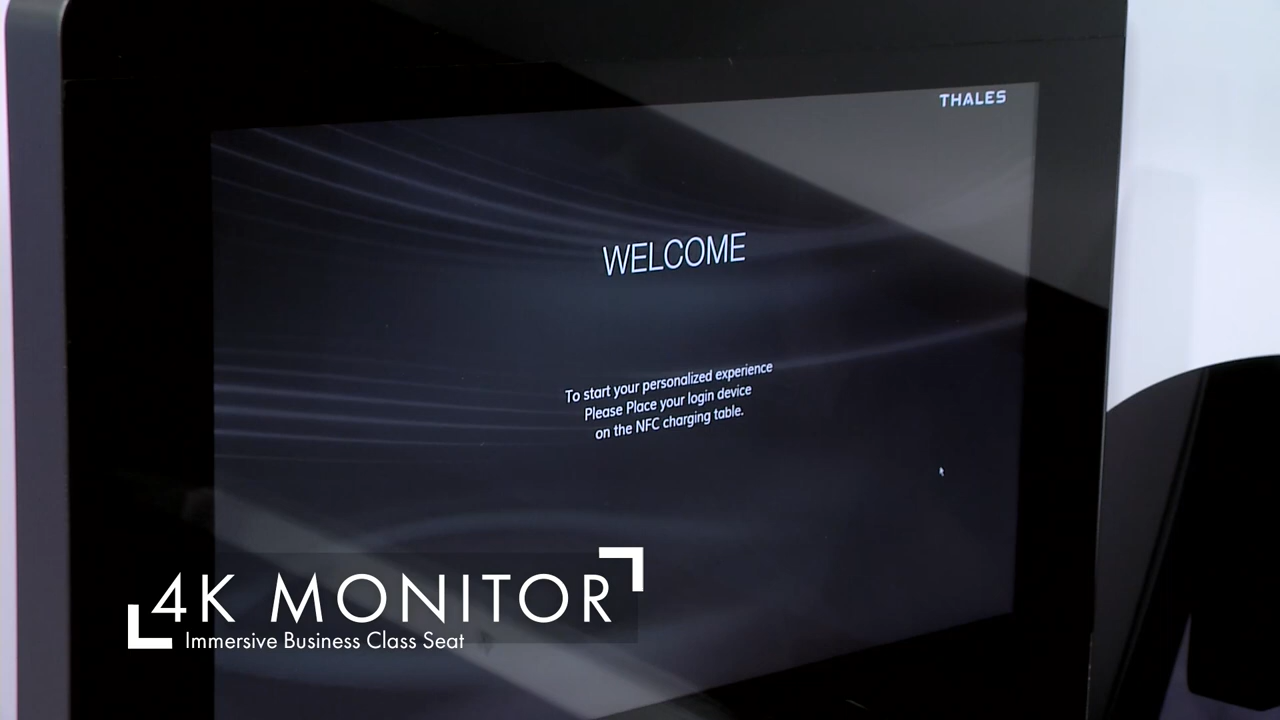 THALES
WELCOME
To start your personalized experience
Please Place your login device
on the NFC charging table.
4K MONITOR
Immersive Business Class Seat